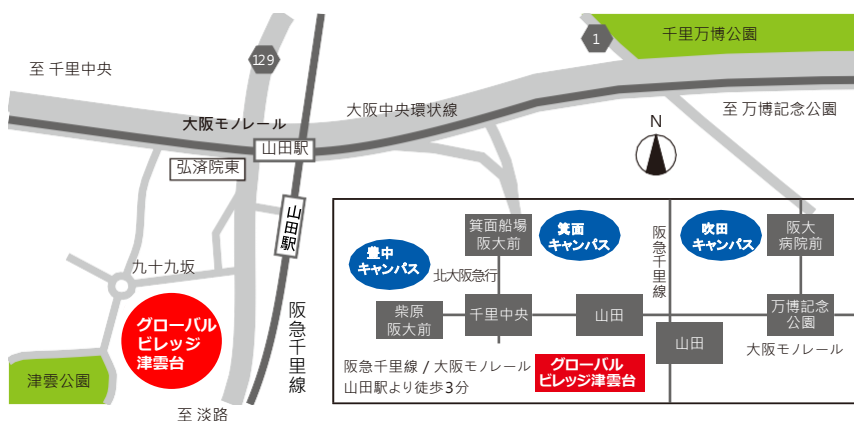 1
千里万博公園
129
至 千里中央
大阪モノレール
大阪中央環状線
至 万博記念公園
山田駅
弘済院東
N
山田駅
九十九坂
グローバル
ビレッジ
津雲台
阪急千里線
津雲公園
至 淡路
豊中
キャンパス
箕面船場
阪大前
箕面
キャンパス
阪急千里線
吹田
キャンパス
阪大
病院前
北大阪急行
柴原
阪大前
千里中央
山田
山田
万博記念
公園
大阪モノレール
阪急千里線 / 大阪モノレール
山田駅より徒歩3分
グローバル
ビレッジ津雲台